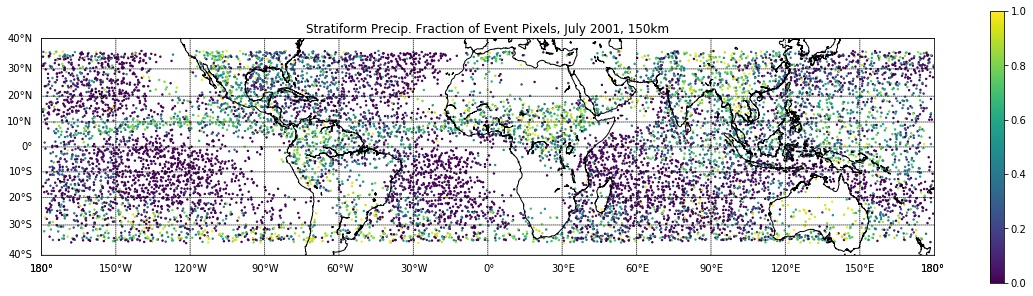 Stratiform Precip. Fraction of Event Pixels, July 2001, 150km
40°N
30°N
20°N
10°N
0°
10°S
20°S
30°S
40°S
180° 150°W 120°W 90°W 60°W 30°W 0° 30°E 60°E 90°E 120°E 150°E 180°
1.0
0.8
0.6
0.4
0.2
0.0